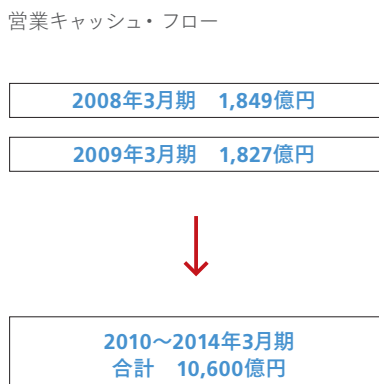 営業キャッシュ・フロー
2008年3月期　1,849億円
2009年3月期　1,827億円
2010〜2014年3月期
合計　10,600億円